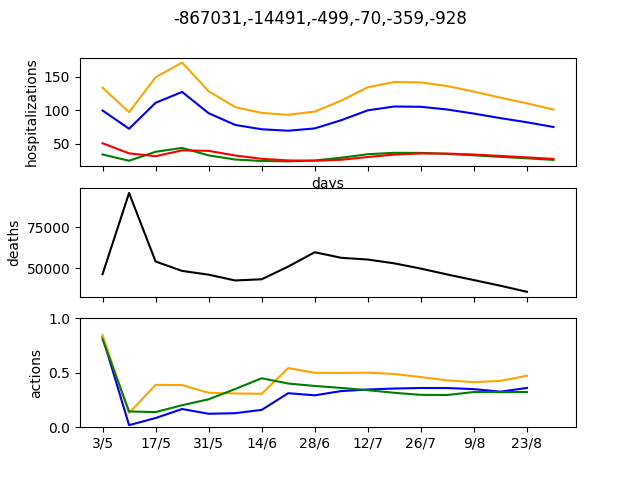 -867031,-14491,-499,-70,-359,-928
hospitalizations
150
100
50
days
deaths
75000
50000
actions
1.0
0.5
0.0
3/5 17/5 31/5 14/6 28/6 12/7 26/7 9/8 23/8